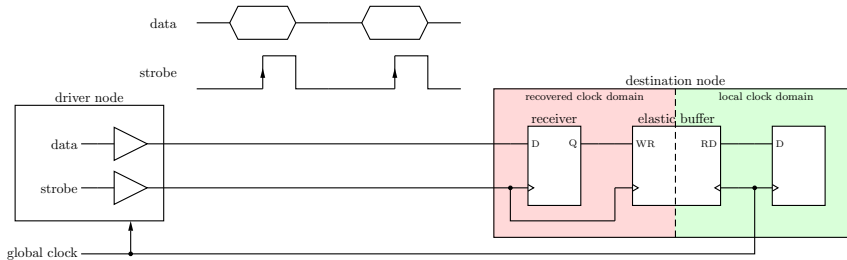 data
strobe
driver node
data
strobe
global clock
destination node
recovered clock domain
local clock domain
receiver
elastic buffer
D
Q
WR
RD
D